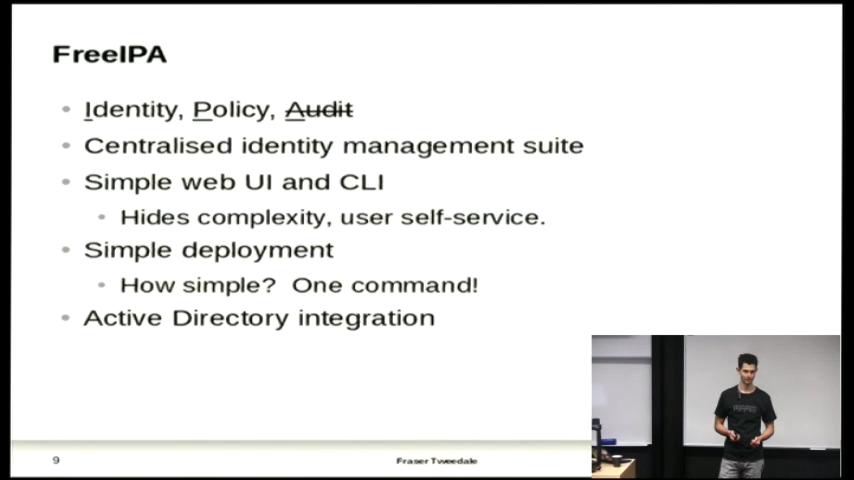 FreeIPA
Identity, Policy, Audit
Centralised identity management suite
Simple web UI and CLI
Hides complexity, user self-service.
Simple deployment
How simple? One command!
Active Directory integration
9
Fraser Tweedale